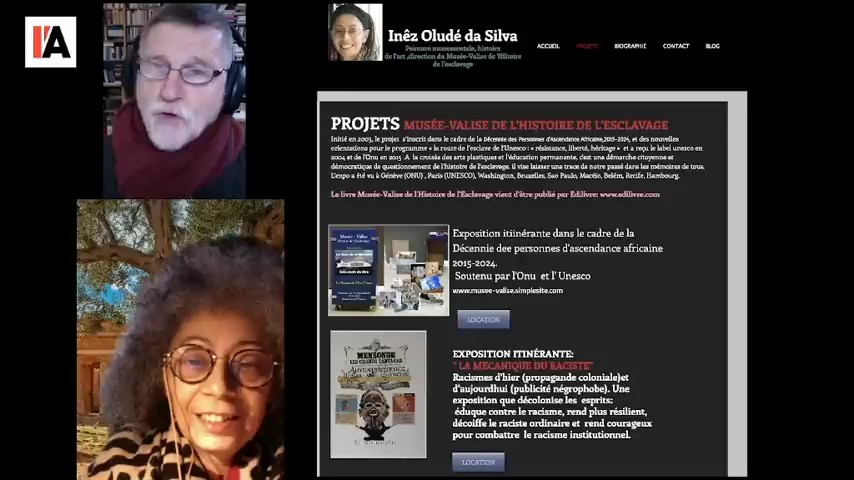 I'A
Inêz Oludé da Silva
Peinture monumentale, histoire
de l'art ,direction du Musée-Valise de l'Histoire
de l'esclavage
ACCUEIL PROJETS BIOGRAPHIE CONTACT BLOG
PROJETS MUSÉE-VALISE DE L'HISTOIRE DE L'ESCLAVAGE
Initié en 2003, le projet s'inscrit dans le cadre de la Décennie des Personnes d'Ascendance Africaine,2015-2024, et des nouvelles
orientations pour le programme « la route de l'esclave de l'Unesco : « résistance, liberté, héritage » et a reçu le label unesco en
2004 et de l'Onu en 2015 .A la croisée des arts plastiques et l'éducation permanente, c'est une démarche citoyenne et
démocratique de questionnement de l'histoire de l'esclavage. il vise laisser une trace de notre passé dans les mémoires de tous.
L'expo a été vu à Génève (ONU) , Paris (UNESCO), Washington, Bruxelles, Sao Paulo, Macéio, Belém, Recife, Hambourg.
Le livre Musée-Valise de l'Histoire de l'Esclavage vient d'être publié par Edilivre: www.edilivre.com
Musée - Valise
Exposition itiinérante dans le cadre de la
Décennie dee personnes d'ascendance africaine
2015-2024.
Soutenu par l'Onu et l' Unesco
www.musee-valise.simplesite.com
LOCATION
MENSONGE
EXPOSITION ITINÉRANTE:
" LA MECANIQUE DU RACISTE"
Racismes d'hier (propagande coloniale)et
d'aujourdhui (publicité négrophobe). Une
exposition que décolonise les esprits:
éduque contre le racisme, rend plus résilient,
décoiffe le raciste ordinaire et rend courageux
pour combattre le racisme institutionnel.
LOCATION